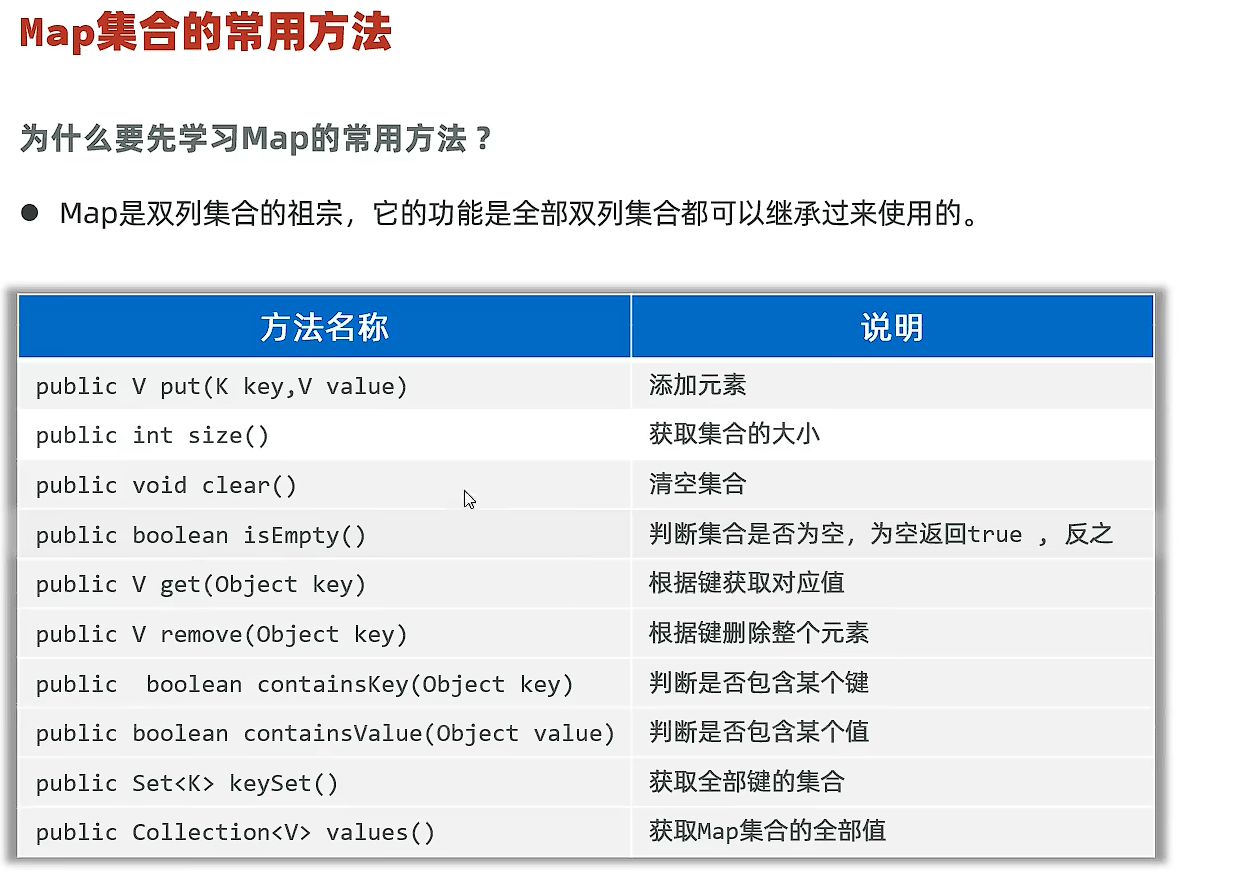 Map集合的常用方法
为什么要先学习Map的常用方法？
● Map是双列集合的祖宗，它的功能是全部双列集合都可以继承过来使用的。
方法名称 说明
public V put(K key,V value) 添加元素
public int size() 获取集合的大小
public void clear() 清空集合
public boolean isEmpty() 判断集合是否为空，为空返回true ，反之
public V get(Object key) 根据键获取对应值
public V remove(Object key) 根据键删除整个元素
public  boolean containsKey(Object key) 判断是否包含某个键
public boolean containsValue(Object value) 判断是否包含某个值
public Set<K> keySet() 获取全部键的集合
public Collection<V> values() 获取Map集合的全部值